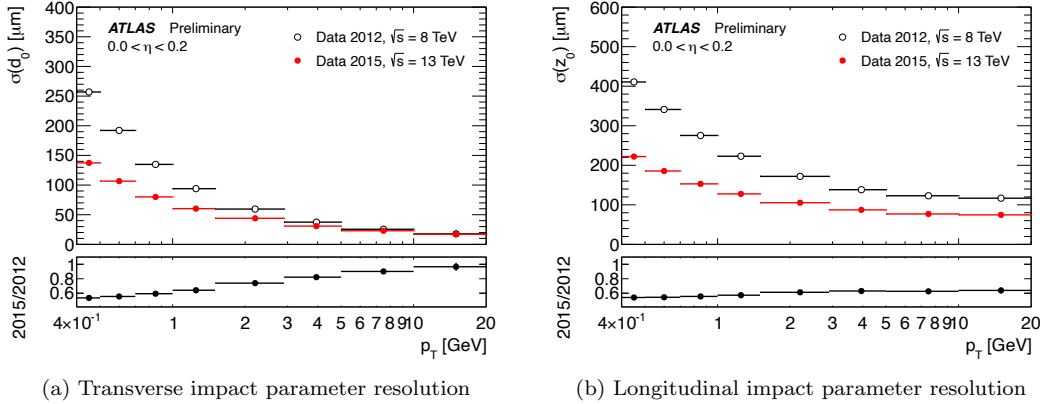 ATLAS Preliminary
0.0 < η < 0.2
Data 2012, √s = 8 TeV
Data 2015, √s = 13 TeV
σ(d0) [μm]
400
350
300
250
200
150
100
50
0
2015/2012
1
0.8
0.6
4×10⁻¹ 1 2 3 4 5 6 7 8 9 10 20
pT [GeV]
(a) Transverse impact parameter resolution
ATLAS Preliminary
0.0 < η < 0.2
Data 2012, √s = 8 TeV
Data 2015, √s = 13 TeV
σ(z0) [μm]
600
500
400
300
200
100
0
2015/2012
1
0.8
0.6
4×10⁻¹ 1 2 3 4 5 6 7 8 9 10 20
pT [GeV]
(b) Longitudinal impact parameter resolution